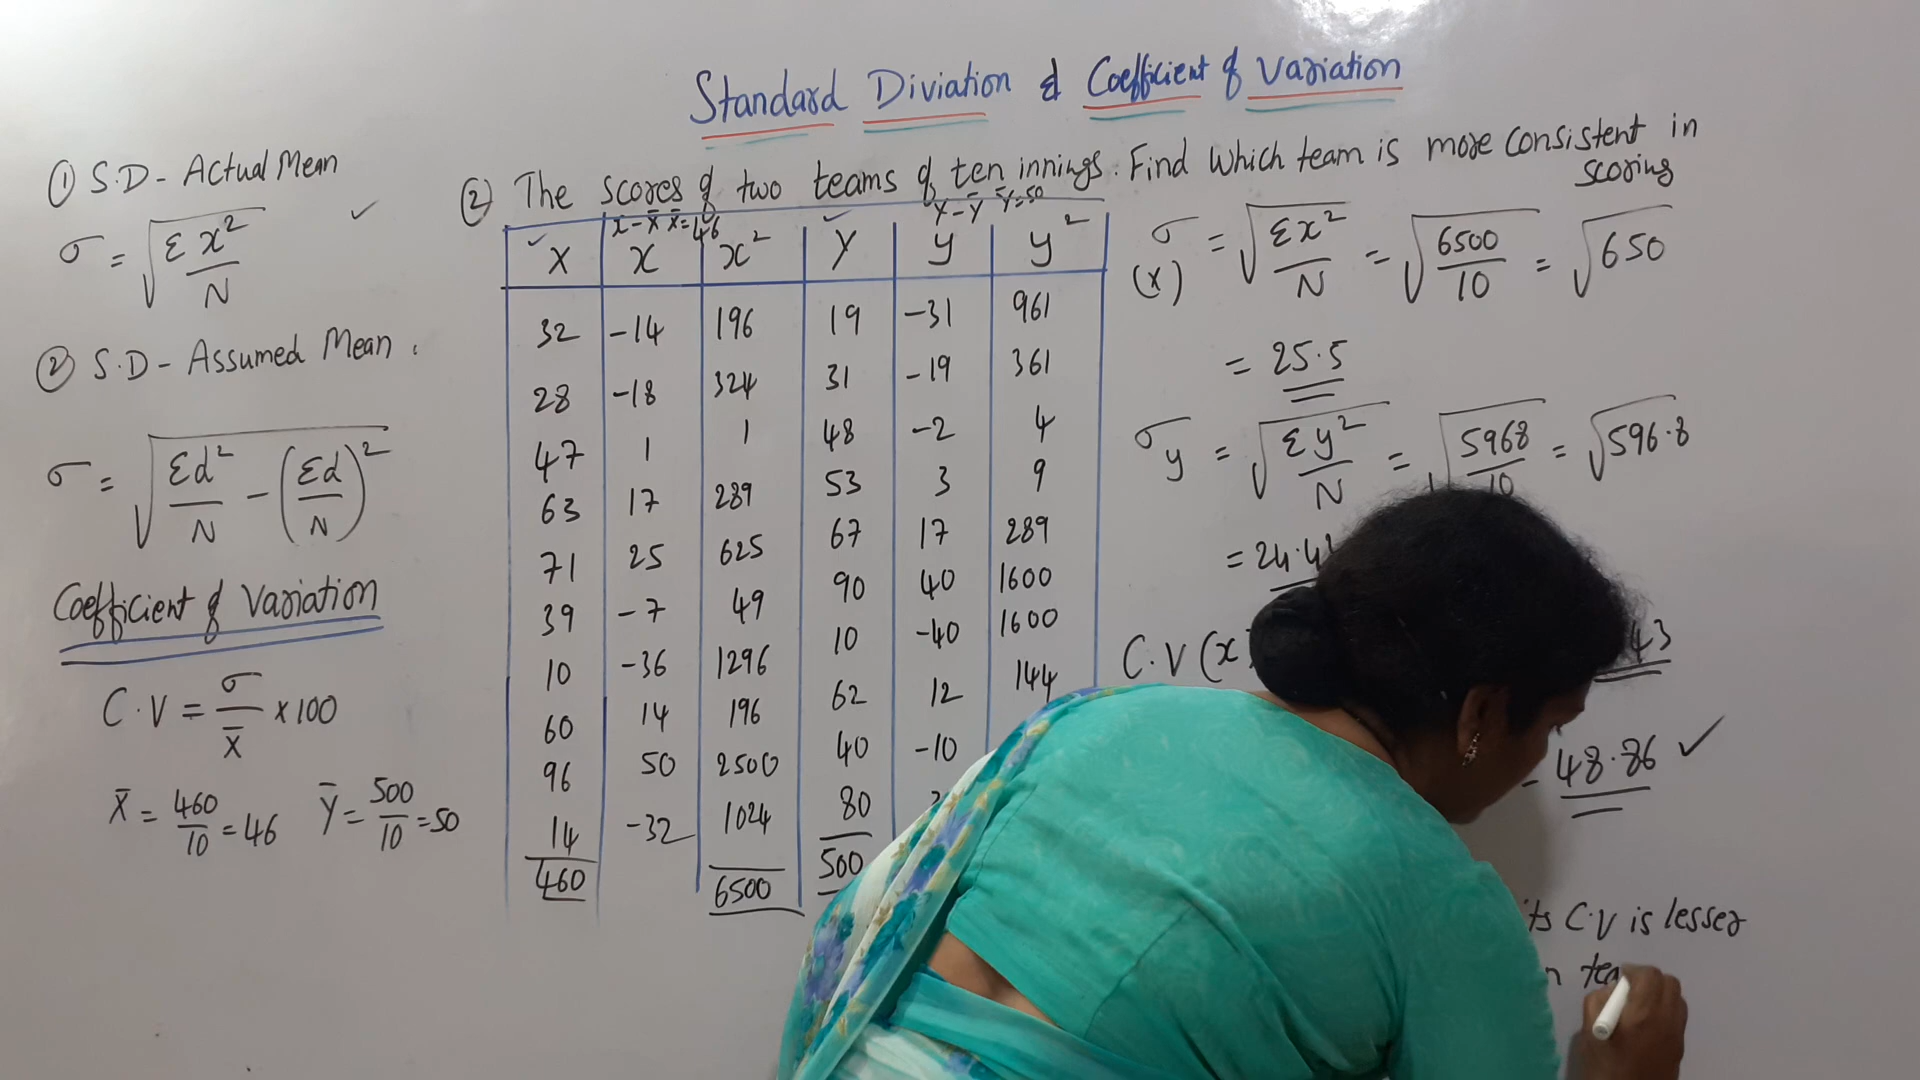 Standard Diviation & Coefficient of Variation
① S.D - Actual Mean
σ = √(Σx²/N) ✓
② S.D - Assumed Mean.
σ = √(Σd²/N - (Σd/N)²)
Coefficient of Variation
C.V = σ/X̄ × 100
X̄ = 460/10 = 46 Ȳ = 500/10 = 50
② The scores of two teams of ten innings. Find Which team is more consistent in
scoring
x - X̄ X̄ = 46 Y - Ȳ Ȳ = 50
X x x² Y y y²
32 -14 196 19 -31 961
28 -18 324 31 -19 361
47 1 1 48 -2 4
63 17 289 53 3 9
71 25 625 67 17 289
39 -7 49 90 40 1600
10 -36 1296 10 -40 1600
60 14 196 62 12 144
96 50 2500 40 -10
14 -32 1024 80
460 6500 500
σ(x) = √(Σx²/N) = √(6500/10) = √650
= 25.5
σy = √(Σy²/N) = √(5968/10) = √596.8
= 24.4
C.V (x) 43
= 48.86 ✓
its C.V is lesser